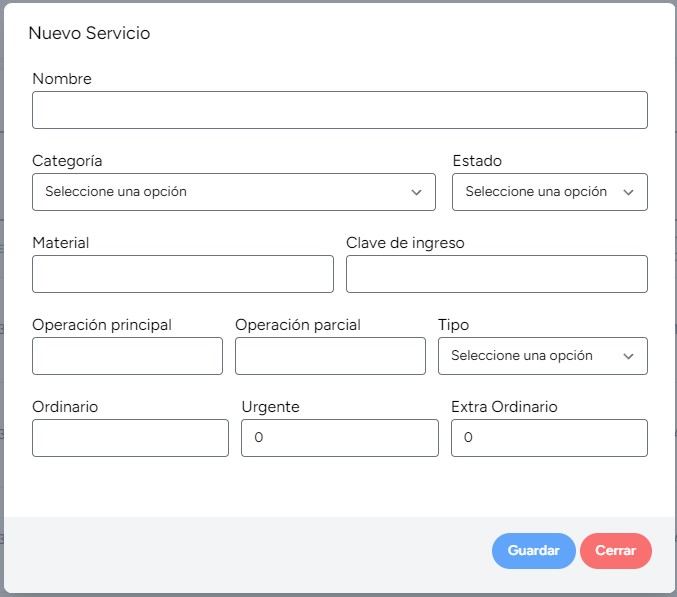 Nuevo Servicio
Nombre
Categoría Estado
Seleccione una opción Seleccione una opción
Material Clave de ingreso
Operación principal Operación parcial Tipo
Seleccione una opción
Ordinario Urgente Extra Ordinario
0 0
Guardar Cerrar